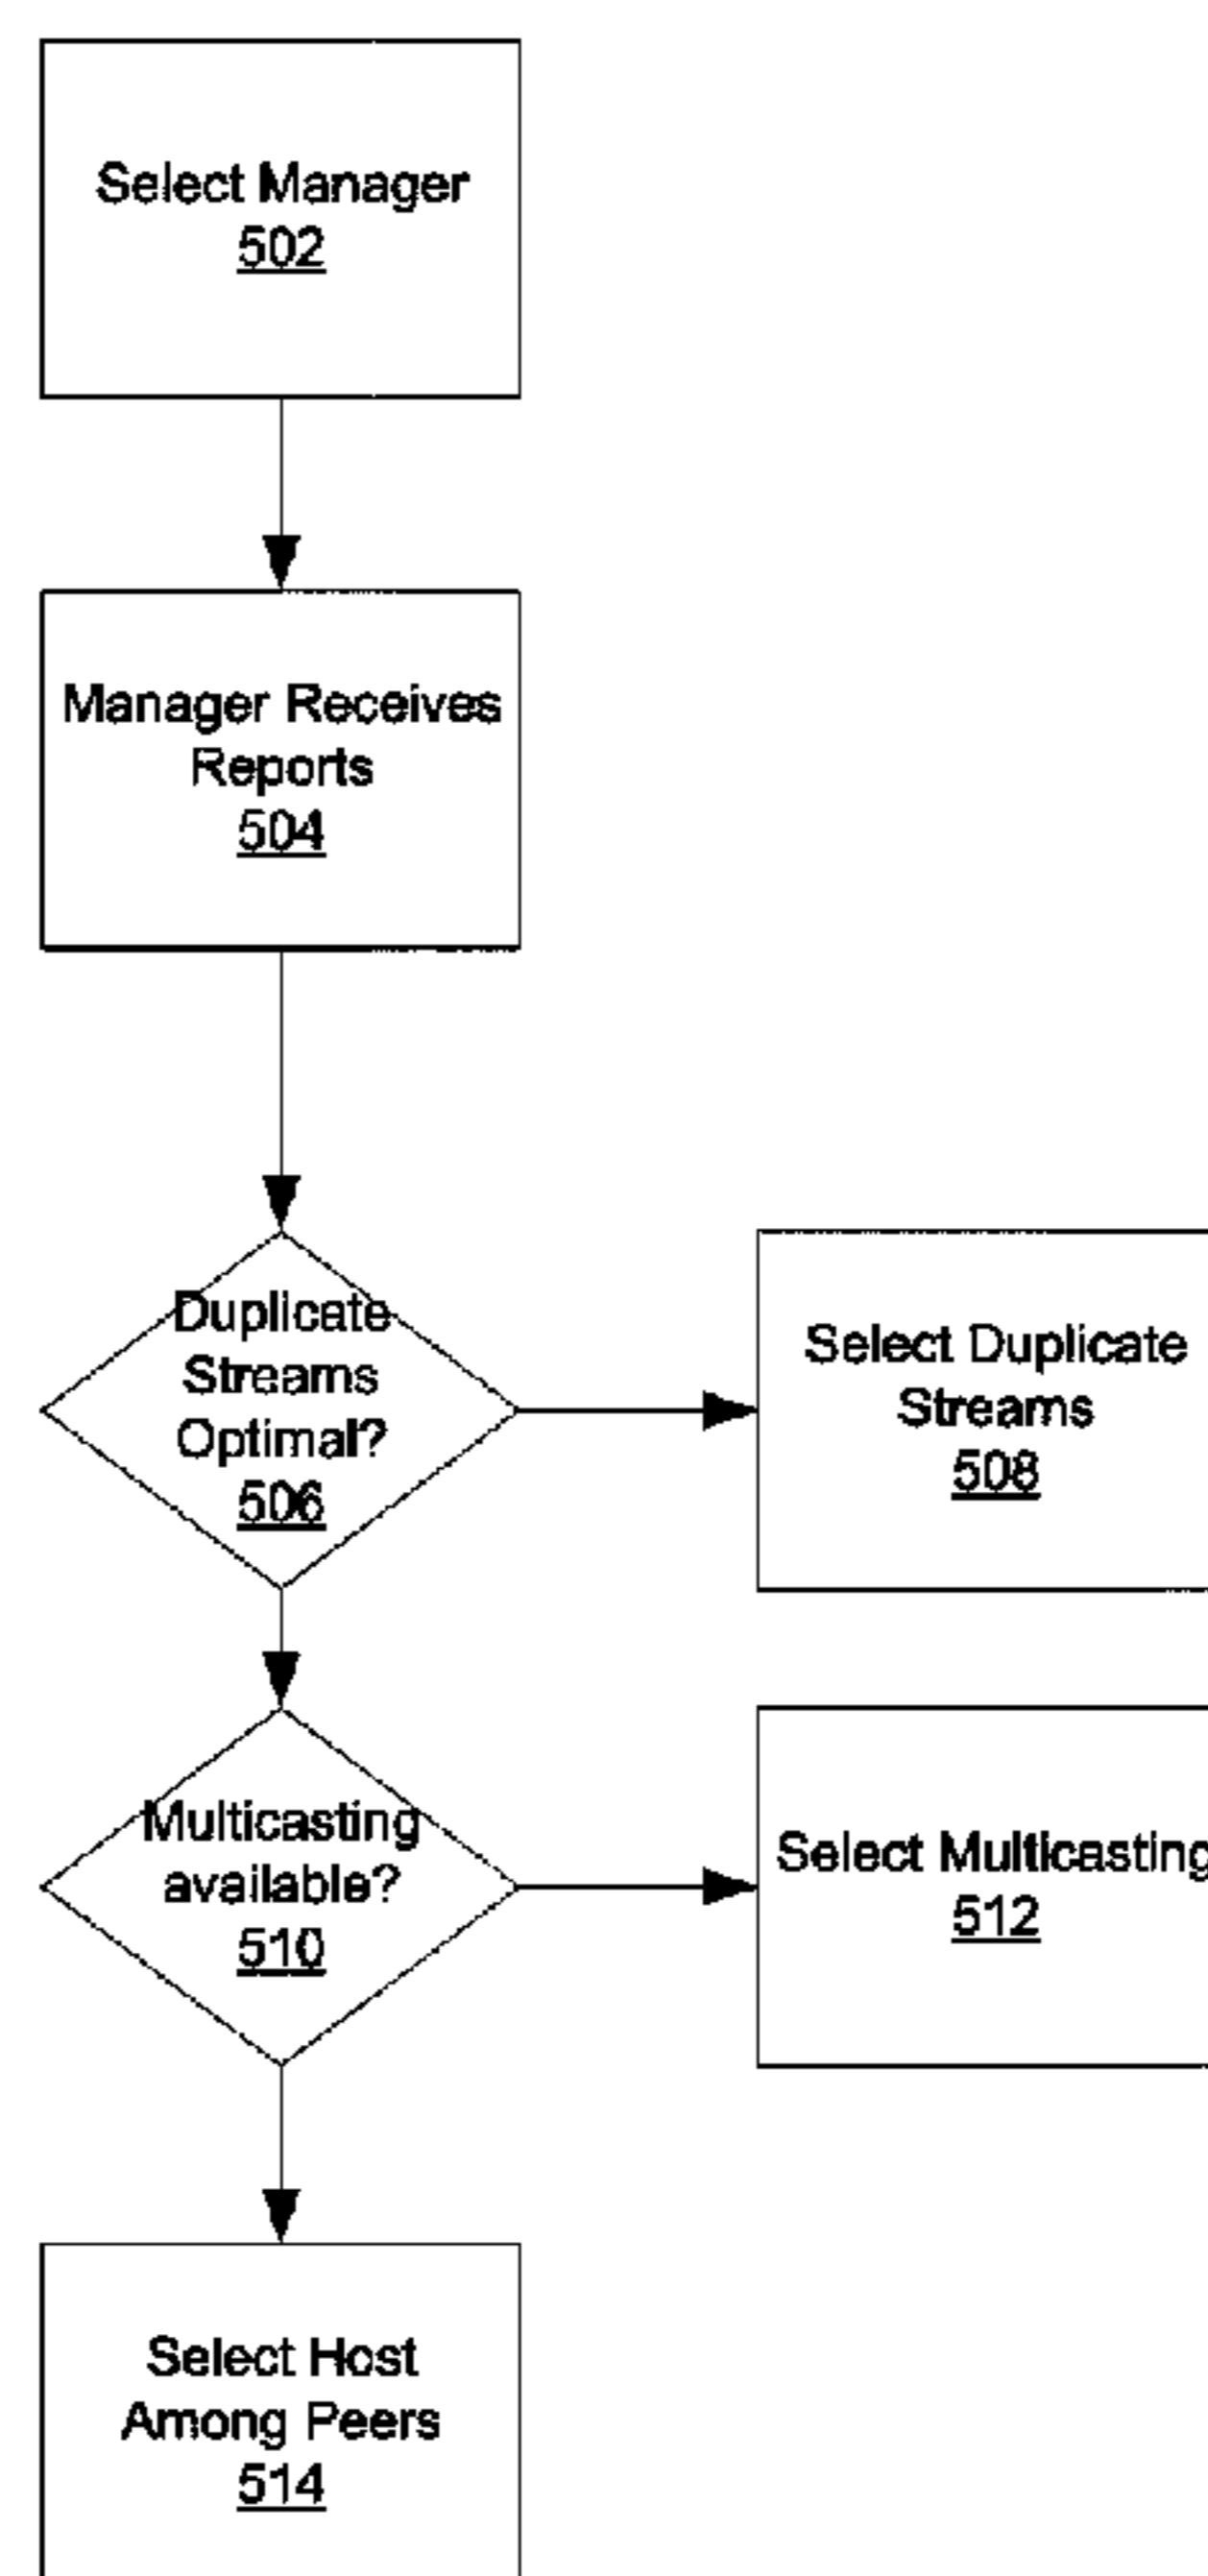 Select Manager
502
Manager Receives
Reports
504
Duplicate
Streams
Optimal?
506
Select Duplicate
Streams
508
Multicasting
available?
510
Select Multicasting
512
Select Host
Among Peers
514